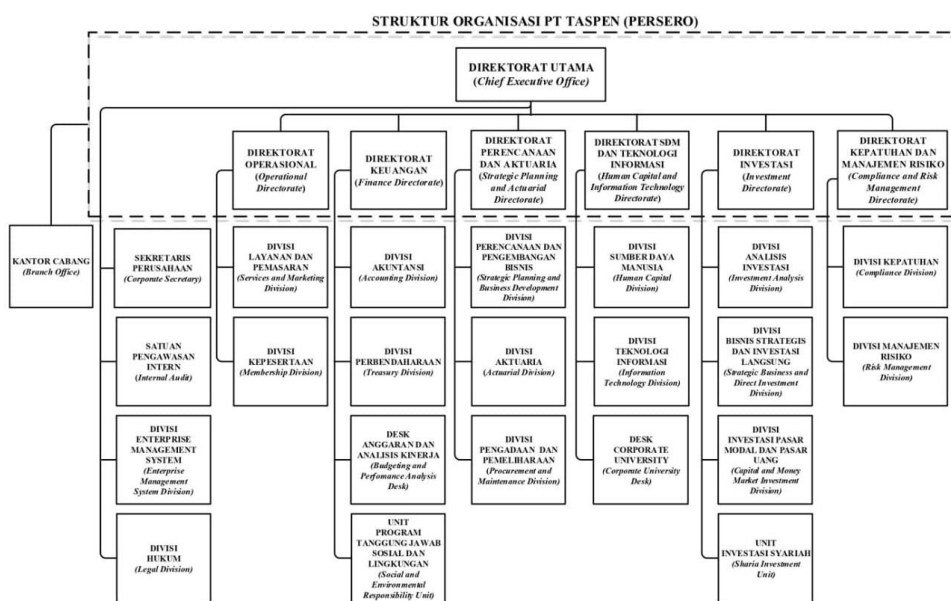 STRUKTUR ORGANISASI PT TASPEN (PERSERO)
DIREKTORAT UTAMA
(Chief Executive Office)
DIREKTORAT
OPERASIONAL
(Operational
Directorate)
DIREKTORAT
KEUANGAN
(Finance Directorate)
DIREKTORAT
PERENCANAAN
DAN AKTUARIA
(Strategic Planning
and Actuarial
Directorate)
DIREKTORAT SDM
DAN TEKNOLOGI
INFORMASI
(Human Capital and
Information Technology
Directorate)
DIREKTORAT
INVESTASI
(Investment
Directorate)
DIREKTORAT
KEPATUHAN DAN
MANAJEMEN RISIKO
(Compliance and Risk
Management
Directorate)
KANTOR CABANG
(Branch Office)
SEKRETARIS
PERUSAHAAN
(Corporate Secretary)
DIVISI
LAYANAN DAN
PEMASARAN
(Services and Marketing
Division)
DIVISI
AKUNTANSI
(Accounting Division)
DIVISI
PERENCANAAN DAN
PENGEMBANGAN
BISNIS
(Strategic Planning and
Business Development
Division)
DIVISI
SUMBER DAYA
MANUSIA
(Human Capital
Division)
DIVISI
ANALISIS
INVESTASI
(Investment Analysis
Division)
DIVISI KEPATUHAN
(Compliance Division)
SATUAN
PENGAWASAN
INTERN
(Internal Audit)
DIVISI
KEPESERTAAN
(Membership Division)
DIVISI
PERBENDAHARAAN
(Treasury Division)
DIVISI
AKTUARIA
(Actuarial Division)
DIVISI
TEKNOLOGI
INFORMASI
(Information
Technology Division)
DIVISI
BISNIS STRATEGIS
DAN INVESTASI
LANGSUNG
(Strategic Business and
Direct Investment
Division)
DIVISI MANAJEMEN
RISIKO
(Risk Management
Division)
DIVISI
ENTERPRISE
MANAGEMENT
SYSTEM
(Enterprise
Management
System Division)
DESK
ANGGARAN DAN
ANALISIS KINERJA
(Budgeting and
Perfomance Analysis
Desk)
DIVISI
PENGADAAN DAN
PEMELIHARAAN
(Procurement and
Maintenance Division)
DESK
CORPORATE
UNIVERSITY
(Corporate University
Desk)
DIVISI
INVESTASI PASAR
MODAL DAN PASAR
UANG
(Capital and Money
Market Investment
Division)
DIVISI
HUKUM
(Legal Division)
UNIT
PROGRAM
TANGGUNG JAWAB
SOSIAL DAN
LINGKUNGAN
(Social and
Environmental
Responsibility Unit)
UNIT
INVESTASI SYARIAH
(Sharia Investment
Unit)